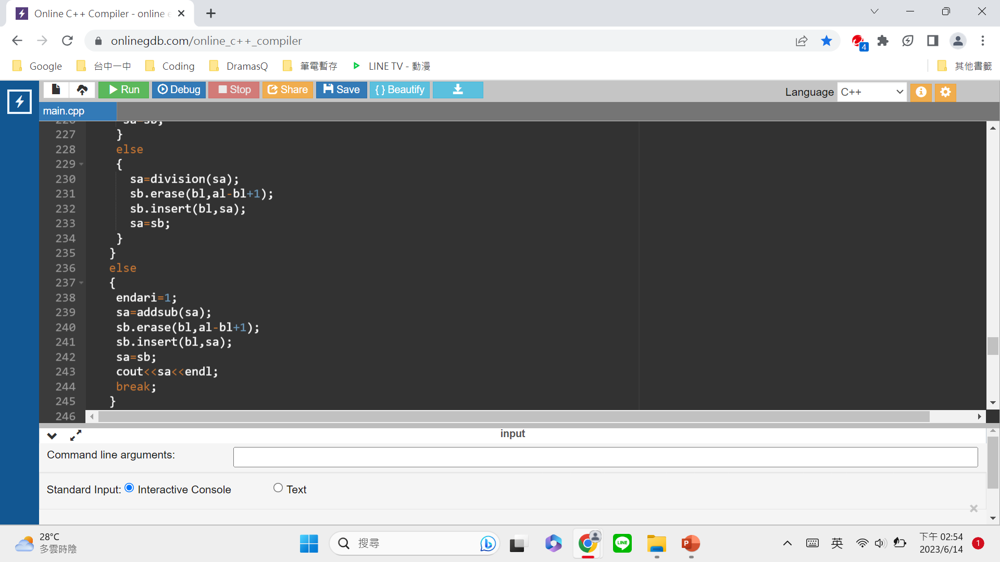 Online C++ Compiler - online e
onlinegdb.com/online_c++_compiler
4
Google
台中一中
Coding
DramasQ
筆電暫存
LINE TV - 動漫
其他書籤
Run
Debug
Stop
Share
Save
{ } Beautify
Language
C++
main.cpp
226 sa=sb;
227 }
228 else
229 {
230 sa=division(sa);
231 sb.erase(bl,al-bl+1);
232 sb.insert(bl,sa);
233 sa=sb;
234 }
235 }
236 else
237 {
238 endari=1;
239 sa=addsub(sa);
240 sb.erase(bl,al-bl+1);
241 sb.insert(bl,sa);
242 sa=sb;
243 cout<<sa<<endl;
244 break;
245 }
246
input
Command line arguments:
Standard Input: Interactive Console Text
28°C
多雲時陰
搜尋
LINE
P
英
下午 02:54
2023/6/14
1